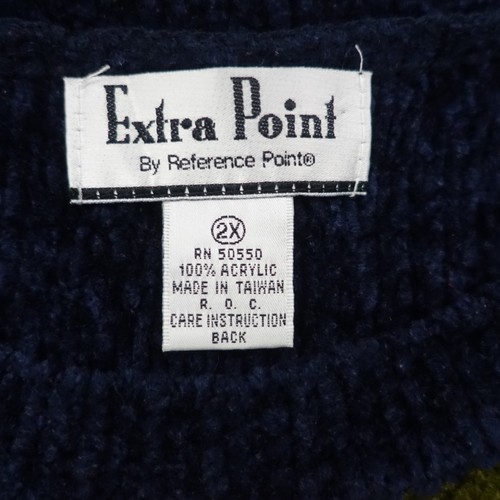 Extra Point
By Reference Point®
2X
RN 50550
100% ACRYLIC
MADE IN TAIWAN
R. O. C.
CARE INSTRUCTION
BACK